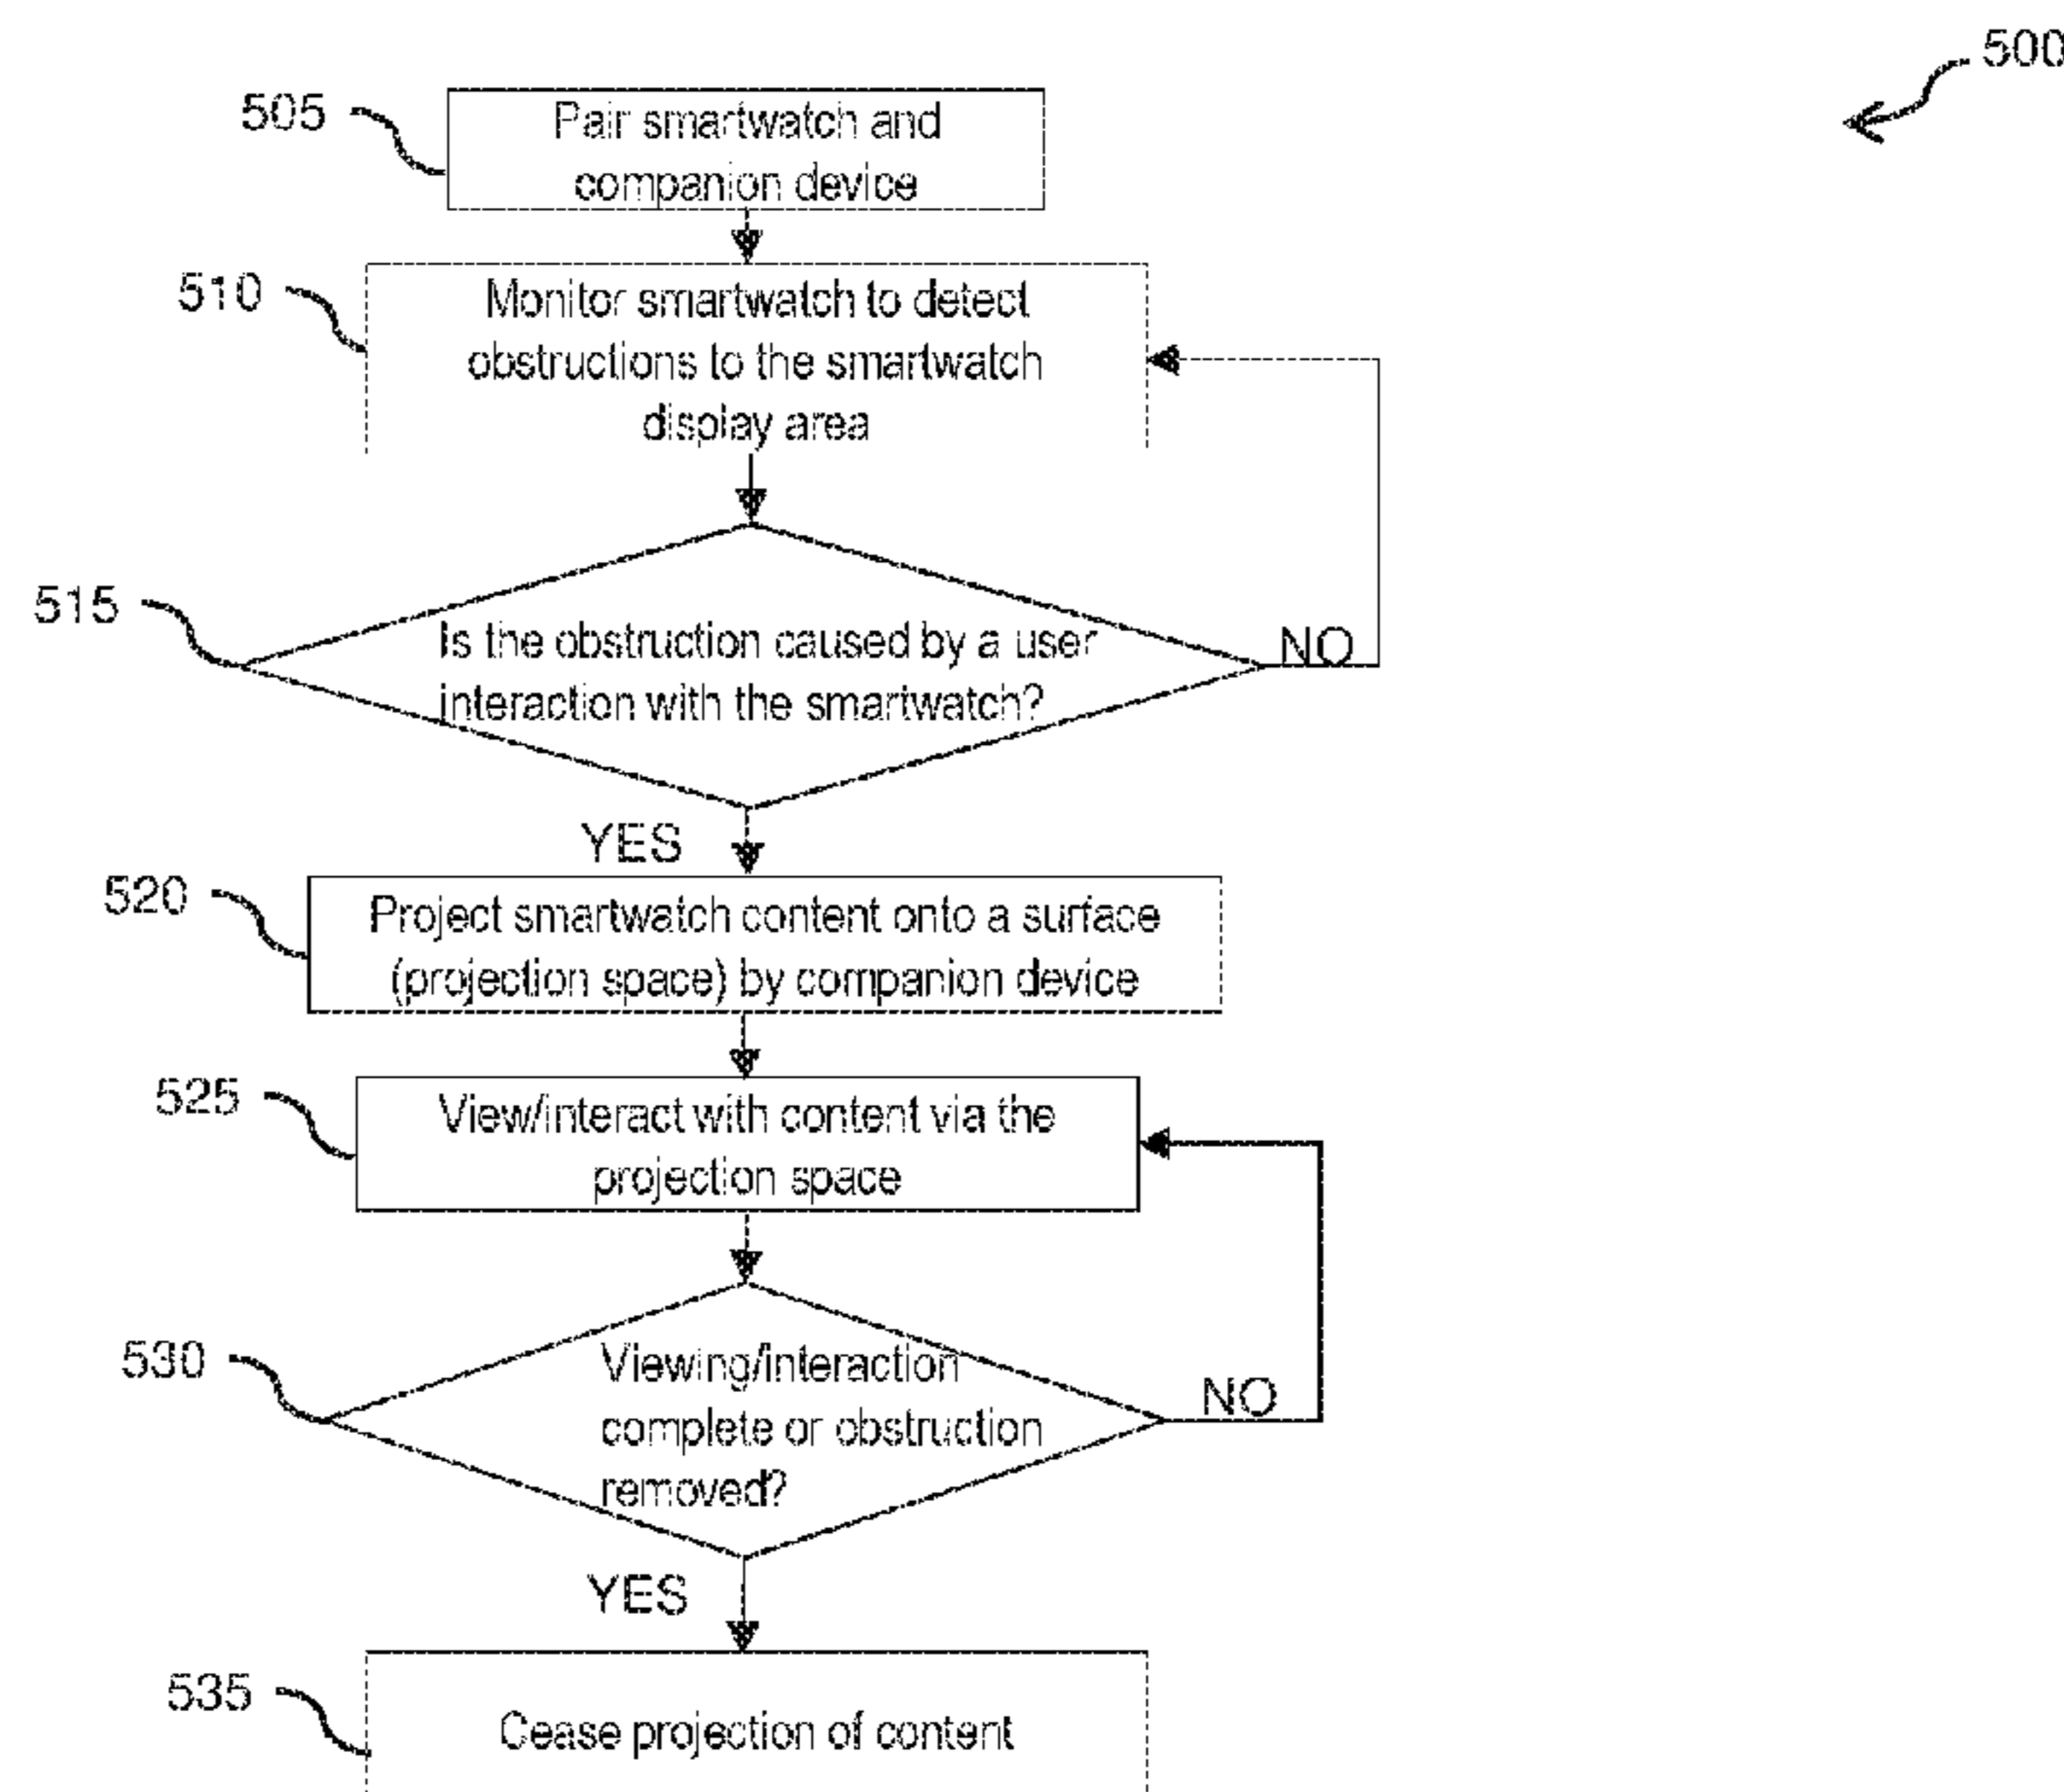 500
505
Pair smartwatch and
companion device
510
Monitor smartwatch to detect
obstructions to the smartwatch
display area
515
Is the obstruction caused by a user
interaction with the smartwatch?
NO
YES
520
Project smartwatch content onto a surface
(projection space) by companion device
525
View/interact with content via the
projection space
530
Viewing/interaction
complete or obstruction
removed?
NO
YES
535
Cease projection of content